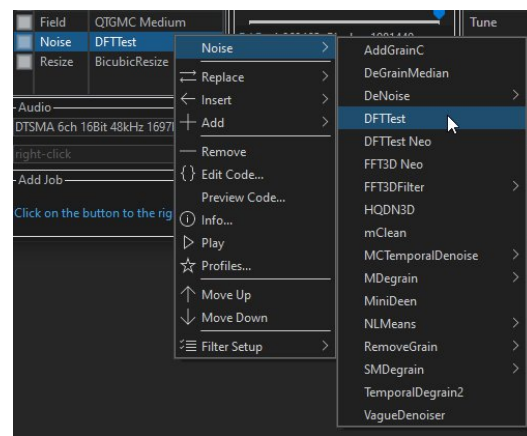 Field QTGMC Medium
Noise DFTTest
Resize BicubicResize
Tune
Audio
DTSMA 6ch 16Bit 48kHz
right-click
Add Job
Click on the button to the rig
Noise
Replace
Insert
Add
Remove
Edit Code...
Preview Code...
Info...
Play
Profiles...
Move Up
Move Down
Filter Setup
AddGrainC
DeGrainMedian
DeNoise
DFTTest
DFTTest Neo
FFT3D Neo
FFT3DFilter
HQDN3D
mClean
MCTemporalDenoise
MDegrain
MiniDeen
NLMeans
RemoveGrain
SMDegrain
TemporalDegrain2
VagueDenoiser